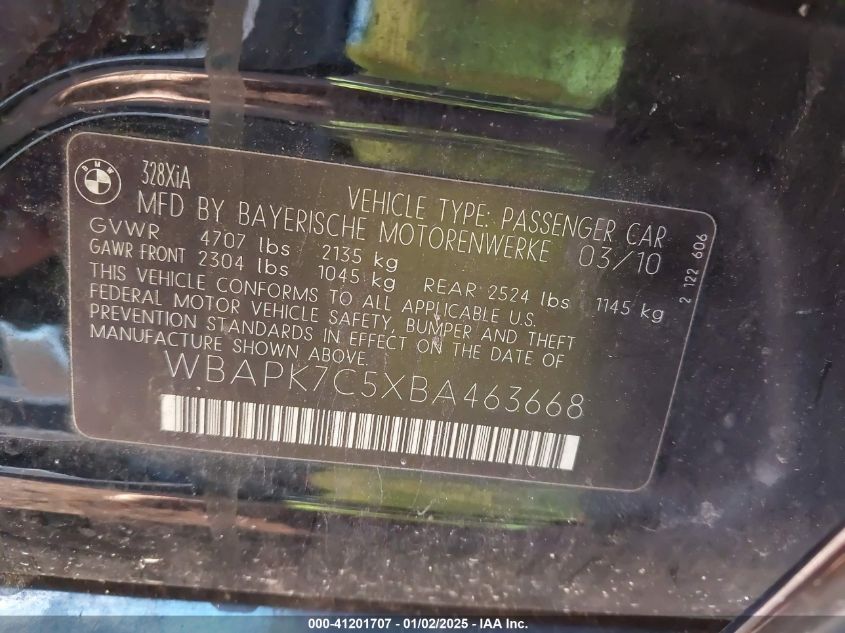 BMW
328XiA
VEHICLE TYPE: PASSENGER CAR
MFD BY BAYERISCHE MOTORENWERKE 03/10
GVWR 4707 lbs 2135 kg
GAWR FRONT 2304 lbs 1045 kg REAR 2524 lbs 1145 kg
THIS VEHICLE CONFORMS TO ALL APPLICABLE U.S.
FEDERAL MOTOR VEHICLE SAFETY, BUMPER AND THEFT
PREVENTION STANDARDS IN EFFECT ON THE DATE OF
MANUFACTURE SHOWN ABOVE.
WBAPK7C5XBA463668
2 122 606
000-41201707 - 01/02/2025 - IAA Inc.